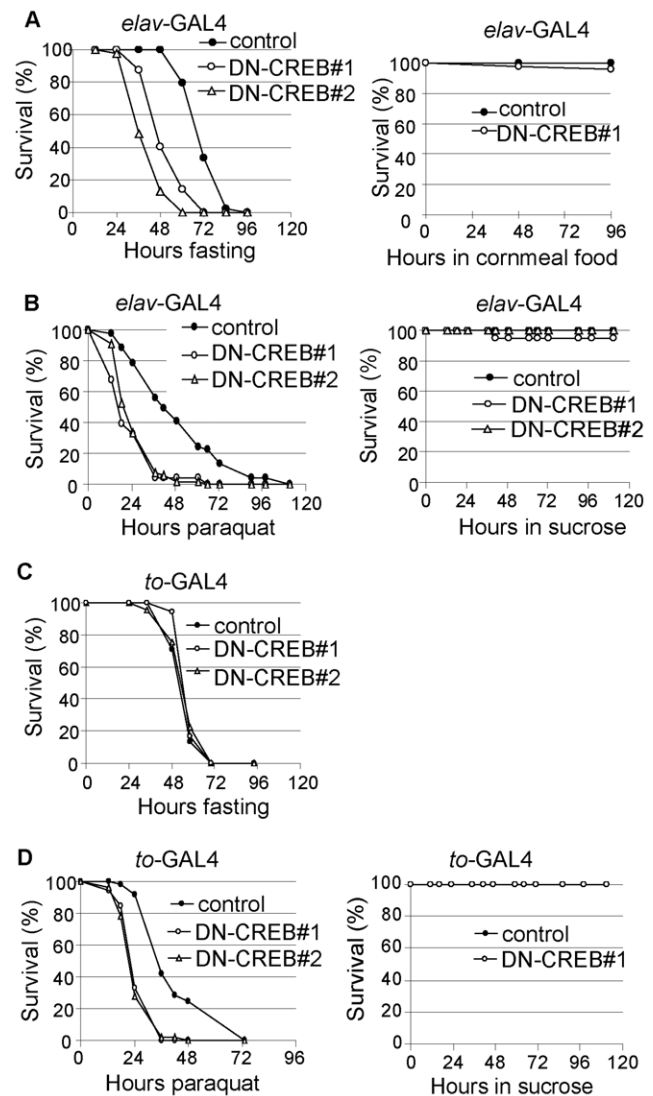 A
elav-GAL4
control
DN-CREB#1
DN-CREB#2
Survival (%)
100
80
60
40
20
0
0 24 48 72 96 120
Hours fasting
elav-GAL4
control
DN-CREB#1
Survival (%)
100
80
60
40
20
0
0 24 48 72 96
Hours in cornmeal food
B
elav-GAL4
control
DN-CREB#1
DN-CREB#2
Survival (%)
100
80
60
40
20
0
0 24 48 72 96 120
Hours paraquat
elav-GAL4
control
DN-CREB#1
DN-CREB#2
Survival (%)
100
80
60
40
20
0
0 24 48 72 96 120
Hours in sucrose
C
to-GAL4
control
DN-CREB#1
DN-CREB#2
Survival (%)
100
80
60
40
20
0
0 24 48 72 96 120
Hours fasting
D
to-GAL4
control
DN-CREB#1
DN-CREB#2
Survival (%)
100
80
60
40
20
0
0 24 48 72 96
Hours paraquat
to-GAL4
control
DN-CREB#1
Survival (%)
100
80
60
40
20
0
0 24 48 72 96 120
Hours in sucrose